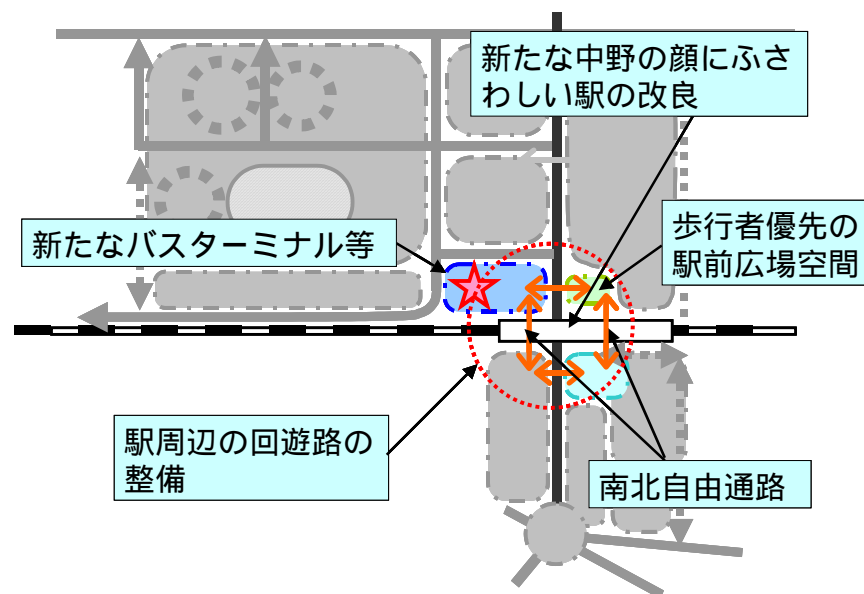 新たな中野の顔にふさ
わしい駅の改良
新たなバスターミナル等
歩行者優先の
駅前広場空間
駅周辺の回遊路の
整備
南北自由通路